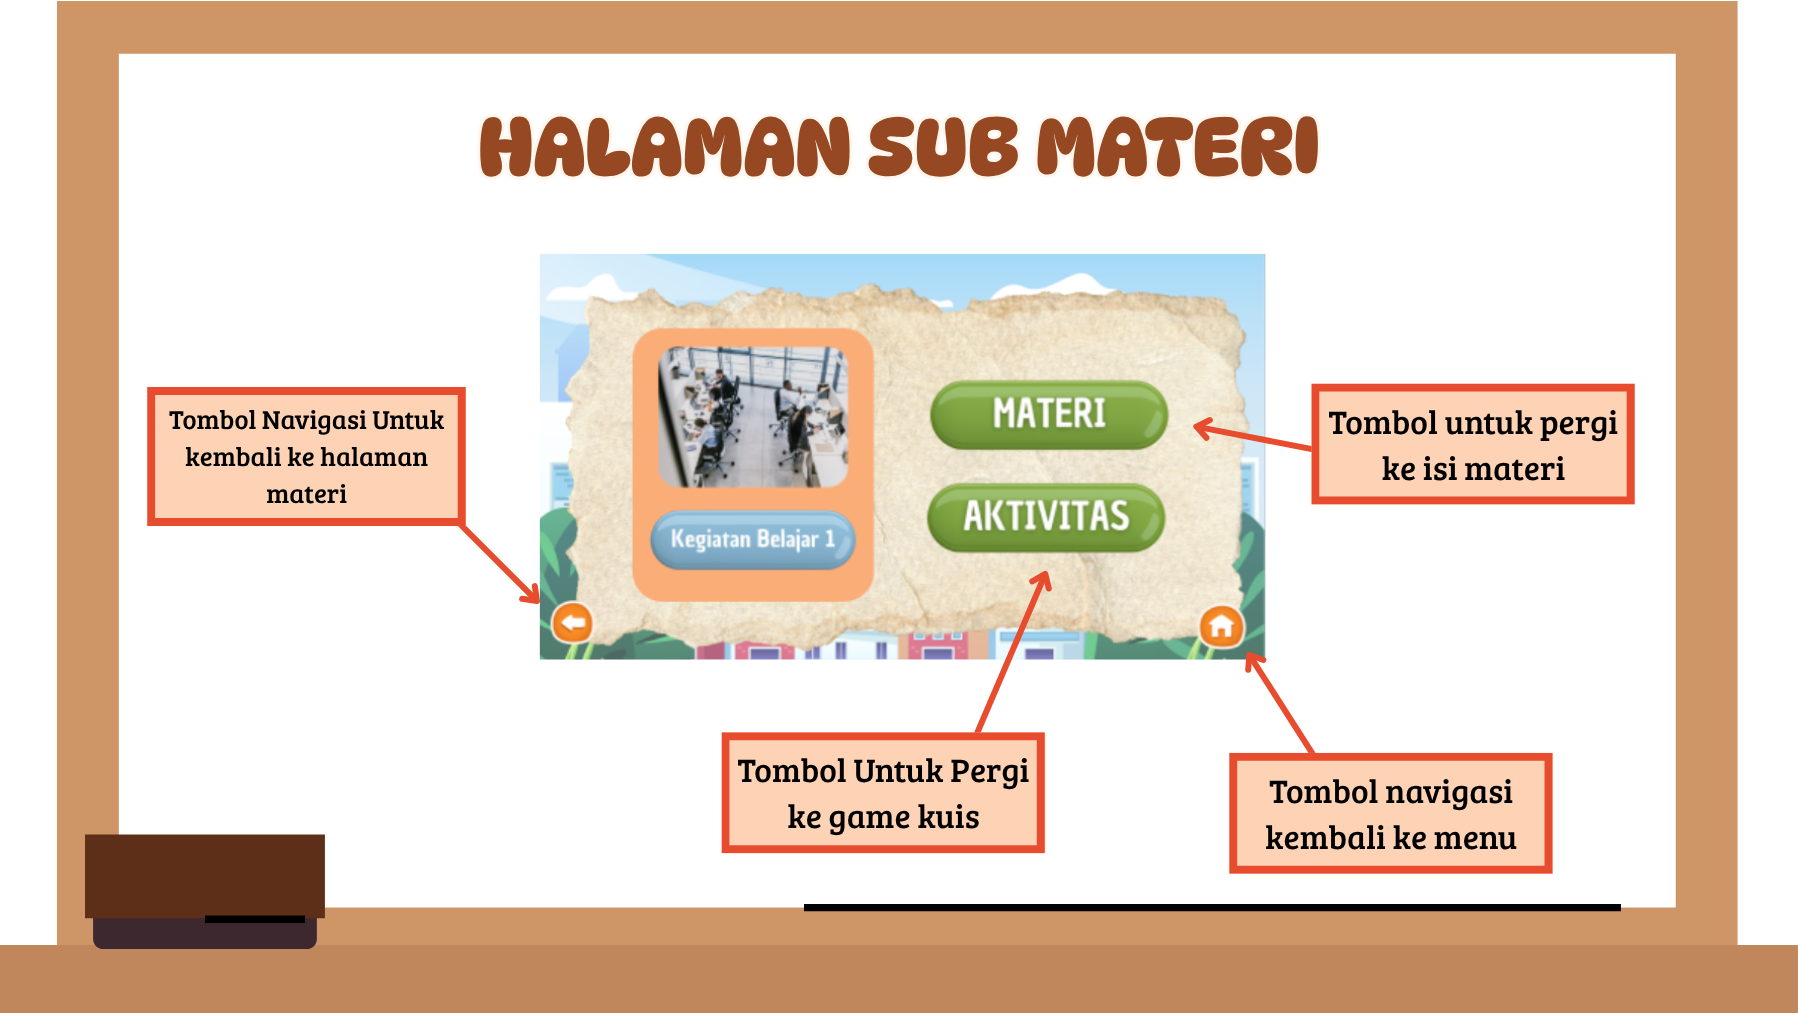 HALAMAN SUB MATERI
Tombol Navigasi Untuk
kembali ke halaman
materi
Kegiatan Belajar 1
MATERI
AKTIVITAS
Tombol untuk pergi
ke isi materi
Tombol Untuk Pergi
ke game kuis
Tombol navigasi
kembali ke menu